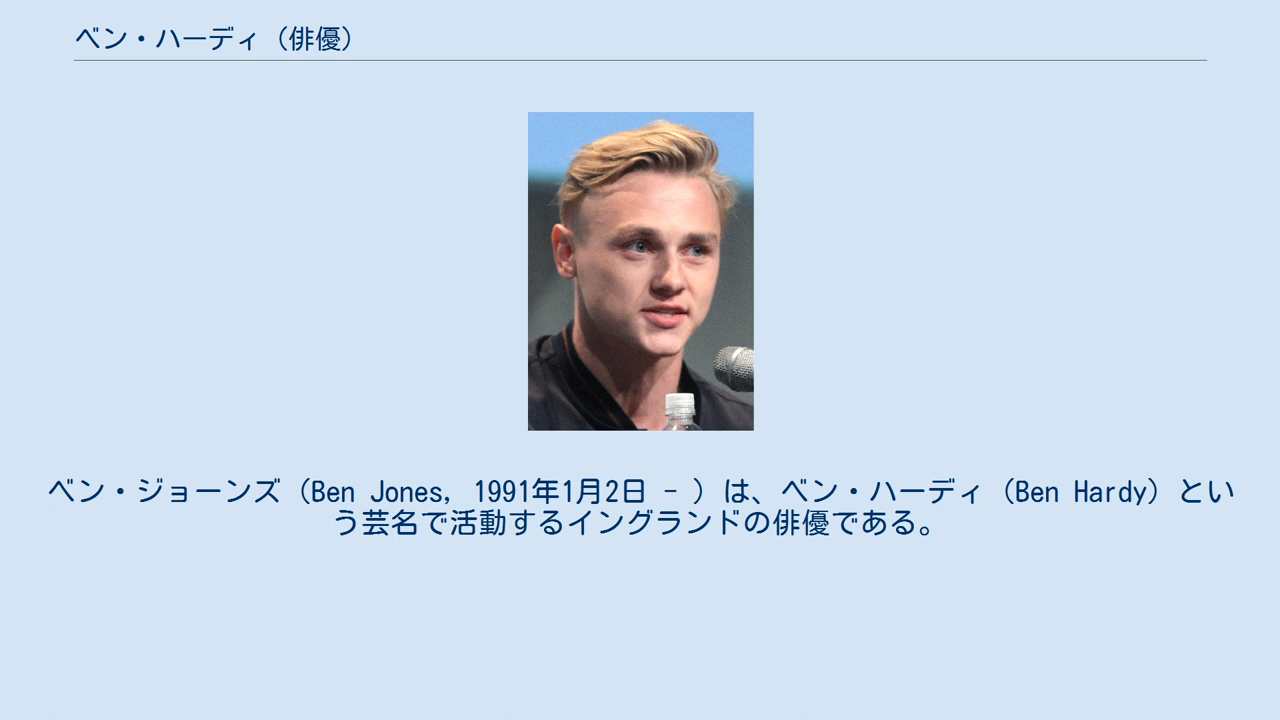 ベン・ハーディ（俳優）
ベン・ジョーンズ（Ben Jones, 1991年1月2日 - ）は、ベン・ハーディ（Ben Hardy）とい
う芸名で活動するイングランドの俳優である。